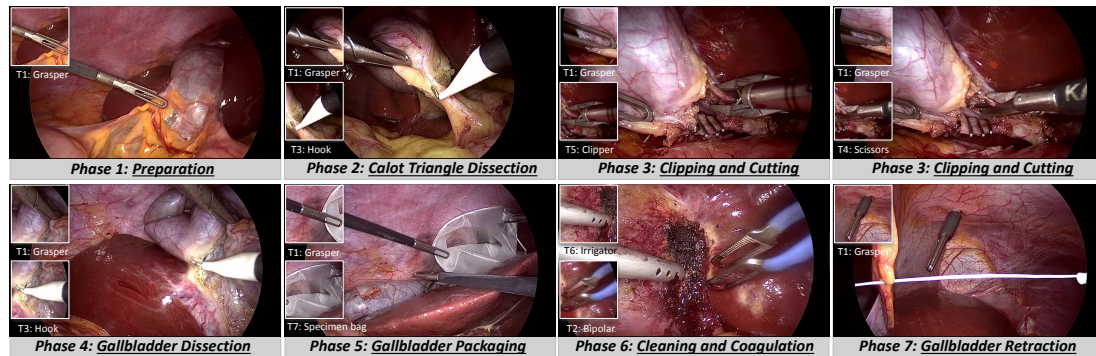 T1: Grasper
Phase 1: Preparation
T1: Grasper
T3: Hook
Phase 2: Calot Triangle Dissection
T1: Grasper
T5: Clipper
Phase 3: Clipping and Cutting
T1: Grasper
T4: Scissors
KA
Phase 3: Clipping and Cutting
T1: Grasper
T3: Hook
Phase 4: Gallbladder Dissection
T1: Grasper
T7: Specimen bag
Phase 5: Gallbladder Packaging
T6: Irrigator
T2: Bipolar
Phase 6: Cleaning and Coagulation
T1: Grasper
Phase 7: Gallbladder Retraction